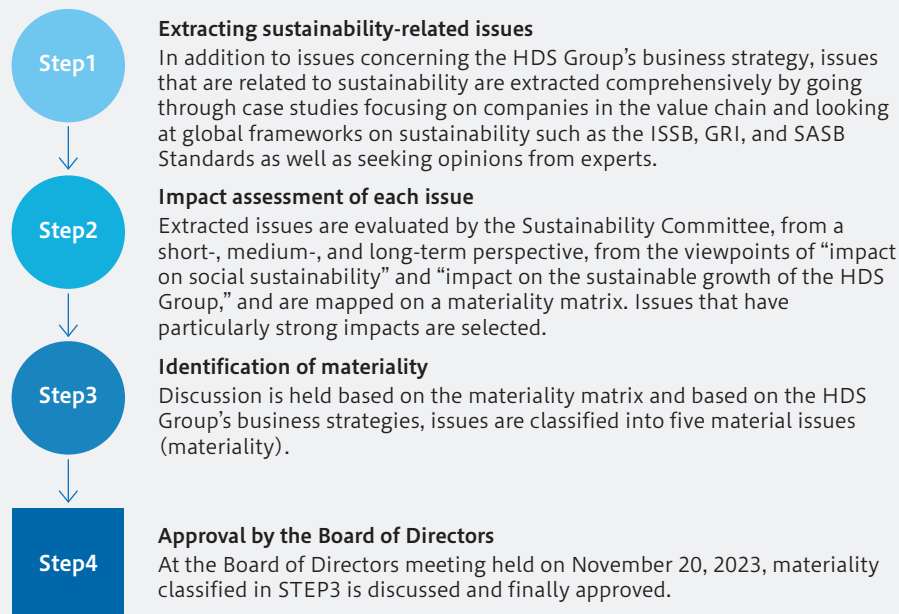 Step1
Extracting sustainability-related issues
In addition to issues concerning the HDS Group’s business strategy, issues
that are related to sustainability are extracted comprehensively by going
through case studies focusing on companies in the value chain and looking
at global frameworks on sustainability such as the ISSB, GRI, and SASB
Standards as well as seeking opinions from experts.
Step2
Impact assessment of each issue
Extracted issues are evaluated by the Sustainability Committee, from a
short-, medium-, and long-term perspective, from the viewpoints of “impact
on social sustainability” and “impact on the sustainable growth of the HDS
Group,” and are mapped on a materiality matrix. Issues that have
particularly strong impacts are selected.
Step3
Identification of materiality
Discussion is held based on the materiality matrix and based on the HDS
Group’s business strategies, issues are classified into five material issues
(materiality).
Step4
Approval by the Board of Directors
At the Board of Directors meeting held on November 20, 2023, materiality
classified in STEP3 is discussed and finally approved.